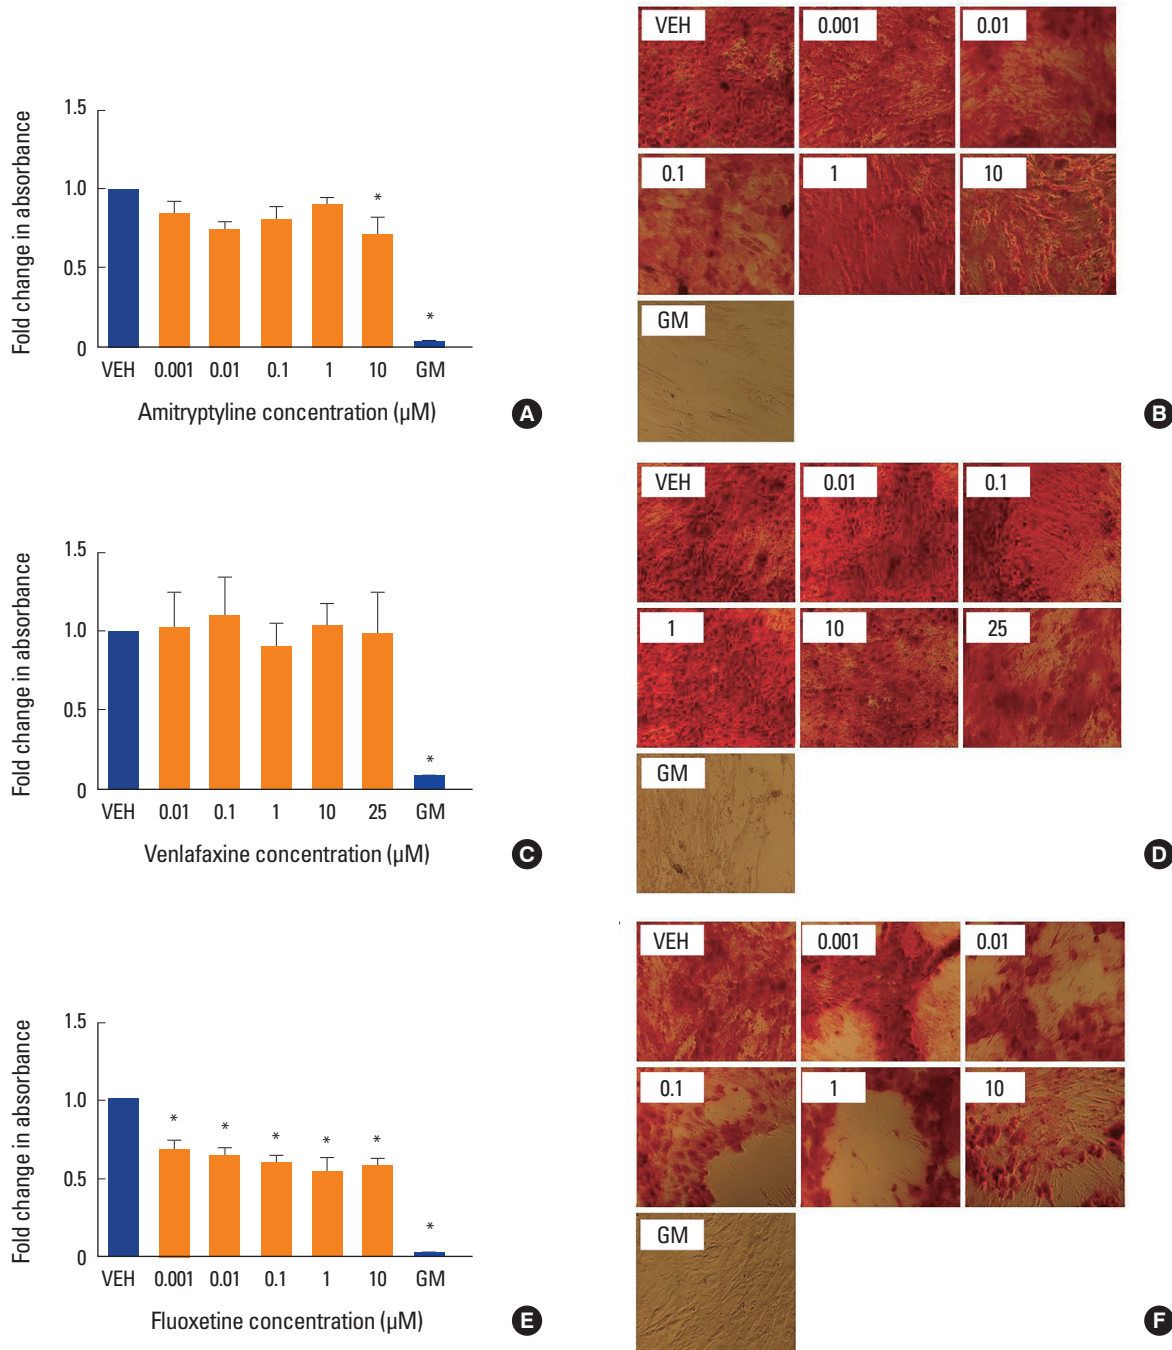 1.5
1.0
0.5
0
Fold change in absorbance
*
*
VEH 0.001 0.01 0.1 1 10 GM
Amitryptyline concentration (µM)
A
VEH 0.001 0.01
0.1 1 10
GM
B
1.5
1.0
0.5
0
Fold change in absorbance
*
VEH 0.01 0.1 1 10 25 GM
Venlafaxine concentration (µM)
C
VEH 0.01 0.1
1 10 25
GM
D
1.5
1.0
0.5
0
Fold change in absorbance
* * * * *
*
VEH 0.001 0.01 0.1 1 10 GM
Fluoxetine concentration (µM)
E
VEH 0.001 0.01
0.1 1 10
GM
F